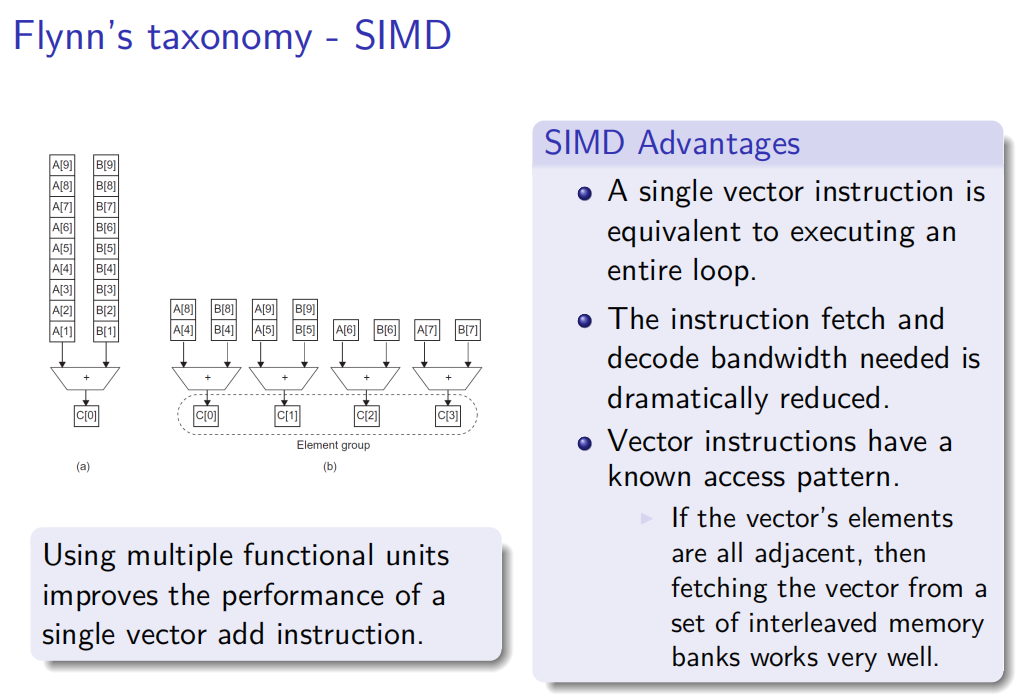 Flynn's taxonomy - SIMD
A[9] B[9]
A[8] B[8]
A[7] B[7]
A[6] B[6]
A[5] B[5]
A[4] B[4]
A[3] B[3]
A[2] B[2]
A[1] B[1]
+
C[0]
(a)
A[8] B[8] A[9] B[9]
A[4] B[4] A[5] B[5] A[6] B[6] A[7] B[7]
+ + + +
C[0] C[1] C[2] C[3]
Element group
(b)
Using multiple functional units
improves the performance of a
single vector add instruction.
SIMD Advantages
A single vector instruction is
equivalent to executing an
entire loop.
The instruction fetch and
decode bandwidth needed is
dramatically reduced.
Vector instructions have a
known access pattern.
If the vector's elements
are all adjacent, then
fetching the vector from a
set of interleaved memory
banks works very well.